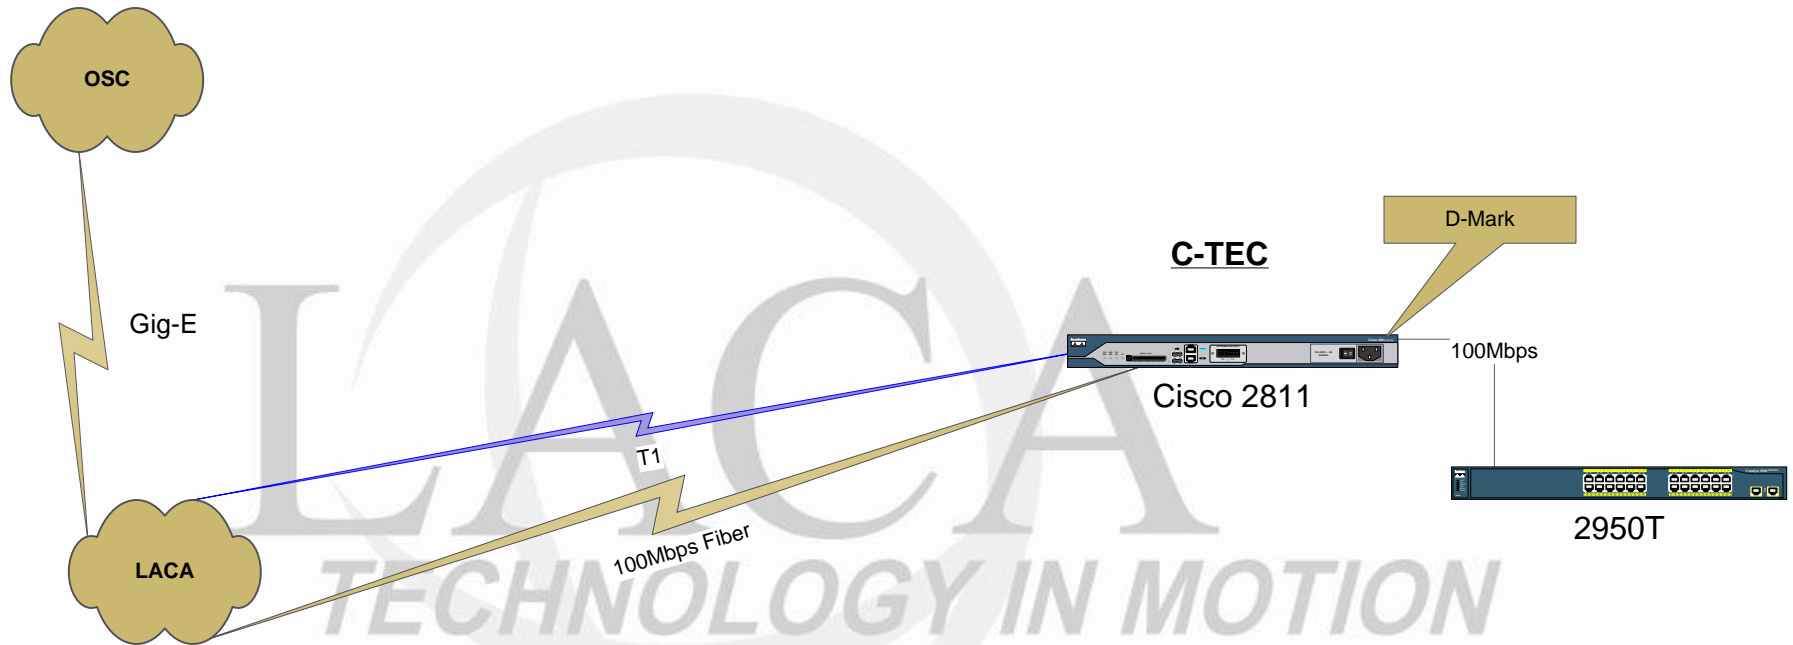 OSC
D-Mark
C-TEC
Gig-E
100Mbps
Cisco 2811
T1
2950T
100Mbps Fiber
LACA
LACA
TECHNOLOGY IN MOTION